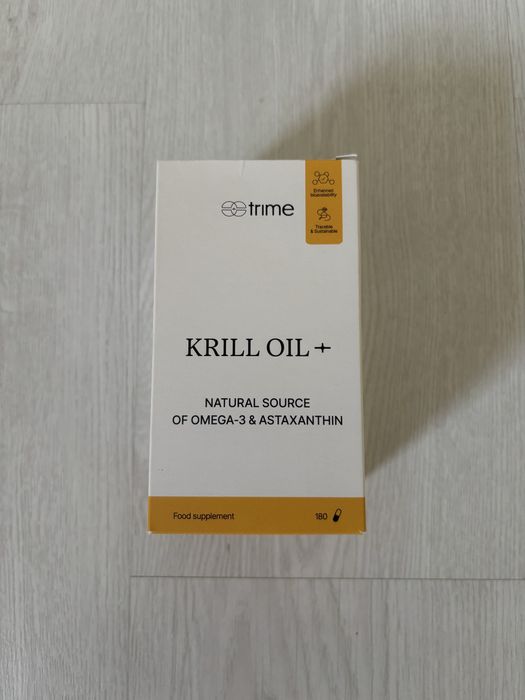 trime
Enhanced
bioavailability
Traceable
& Sustainable
KRILL OIL +
NATURAL SOURCE
OF OMEGA-3 & ASTAXANTHIN
Food supplement
180